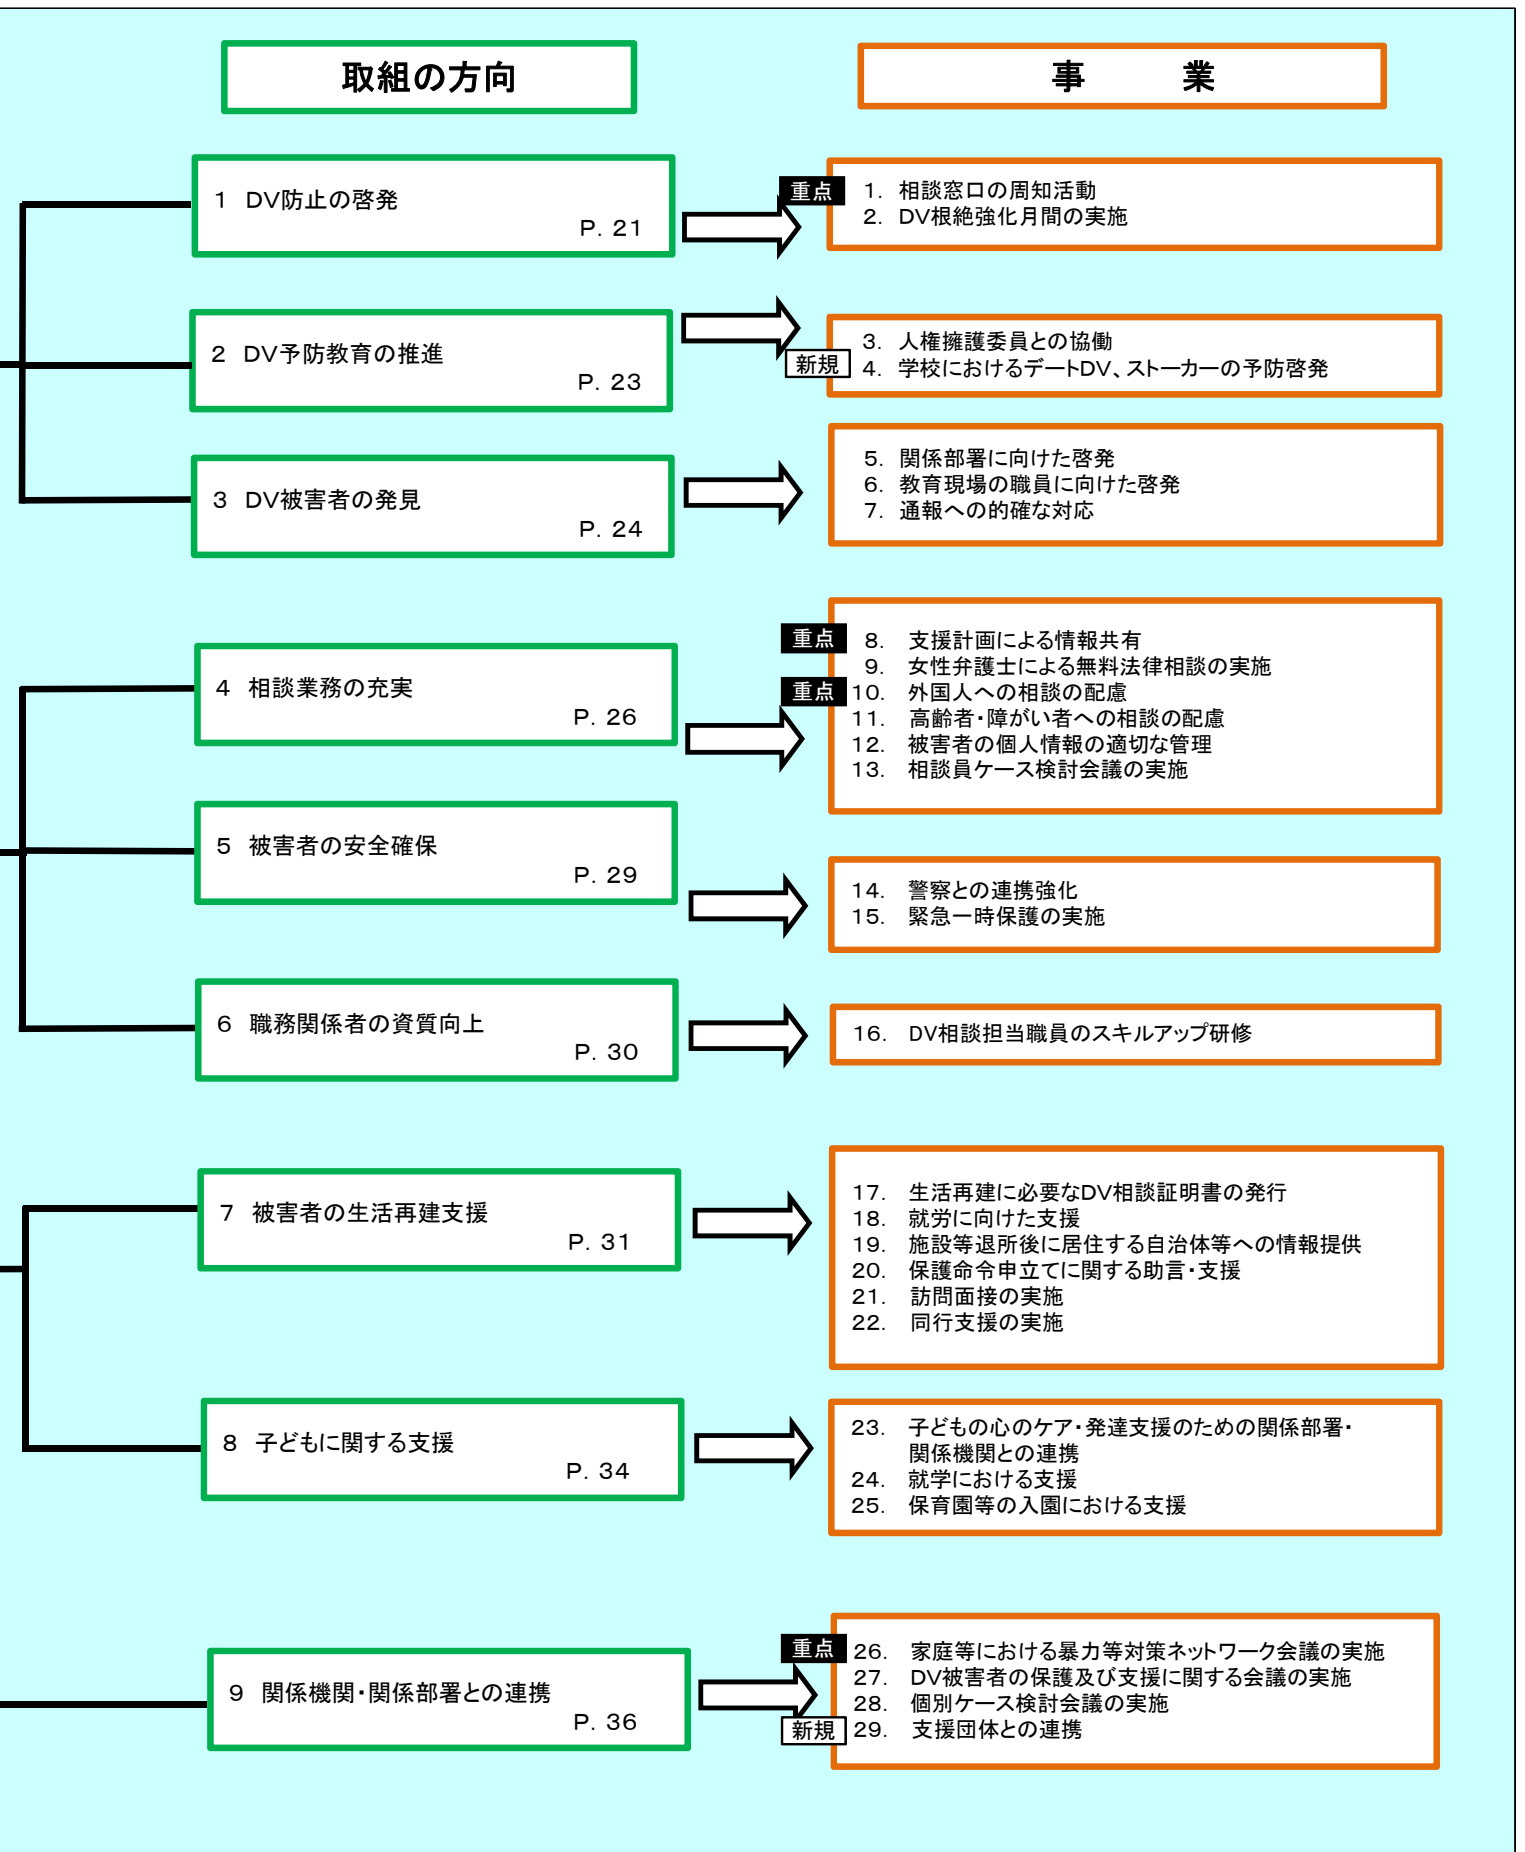 取組の方向
事　業
1　DV防止の啓発
P. 21
重点
1.　相談窓口の周知活動
2.　DV根絶強化月間の実施
2　DV予防教育の推進
P. 23
3.　人権擁護委員との協働
新規
4.　学校におけるデートDV、ストーカーの予防啓発
3　DV被害者の発見
P. 24
5.　関係部署に向けた啓発
6.　教育現場の職員に向けた啓発
7.　通報への的確な対応
4　相談業務の充実
P. 26
重点
8.　支援計画による情報共有
9.　女性弁護士による無料法律相談の実施
重点
10.　外国人への相談の配慮
11.　高齢者・障がい者への相談の配慮
12.　被害者の個人情報の適切な管理
13.　相談員ケース検討会議の実施
5　被害者の安全確保
P. 29
14.　警察との連携強化
15.　緊急一時保護の実施
6　職務関係者の資質向上
P. 30
16.　DV相談担当職員のスキルアップ研修
7　被害者の生活再建支援
P. 31
17.　生活再建に必要なDV相談証明書の発行
18.　就労に向けた支援
19.　施設等退所後に居住する自治体等への情報提供
20.　保護命令申立てに関する助言・支援
21.　訪問面接の実施
22.　同行支援の実施
8　子どもに関する支援
P. 34
23.　子どもの心のケア・発達支援のための関係部署・
関係機関との連携
24.　就学における支援
25.　保育園等の入園における支援
9　関係機関・関係部署との連携
P. 36
重点
26.　家庭等における暴力等対策ネットワーク会議の実施
27.　DV被害者の保護及び支援に関する会議の実施
28.　個別ケース検討会議の実施
新規
29.　支援団体との連携